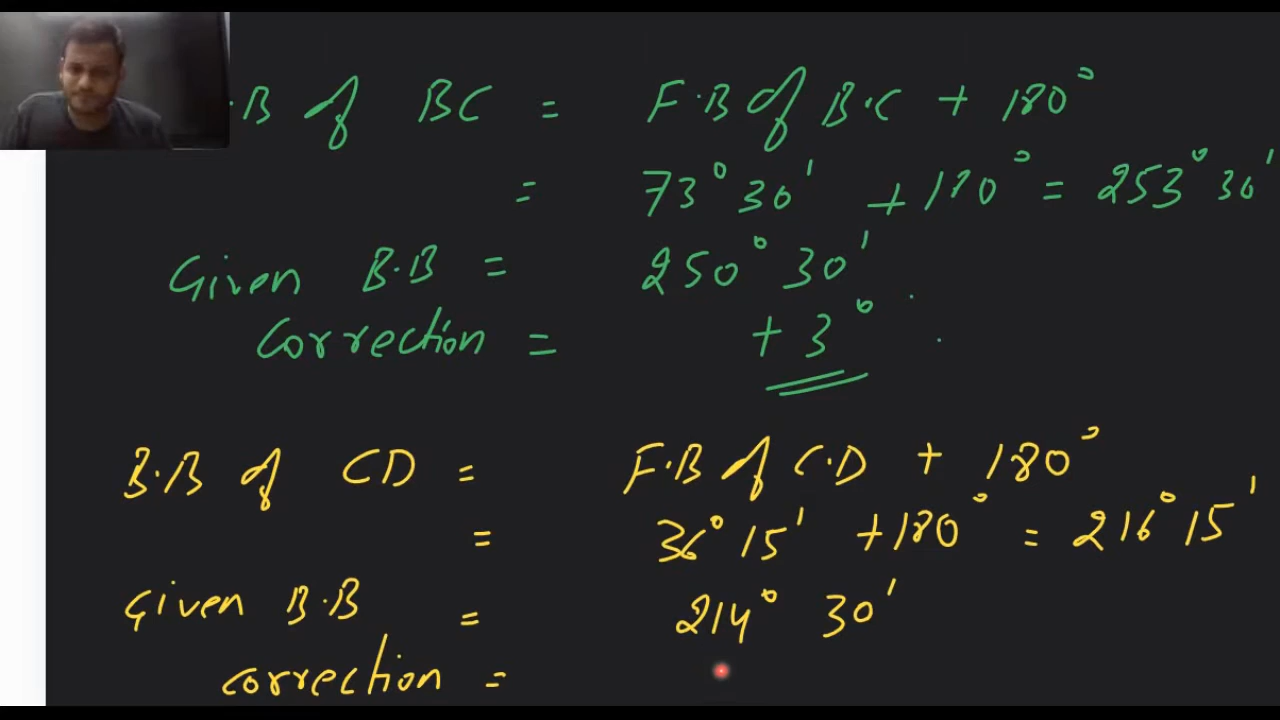 .B of BC = F.B of B.C + 180°
= 73° 30' + 180° = 253° 30'
Given B.B = 250° 30'
correction = + 3°
B.B of CD = F.B of C.D + 180°
= 36° 15' + 180° = 216° 15'
Given B.B = 214° 30'
correction =